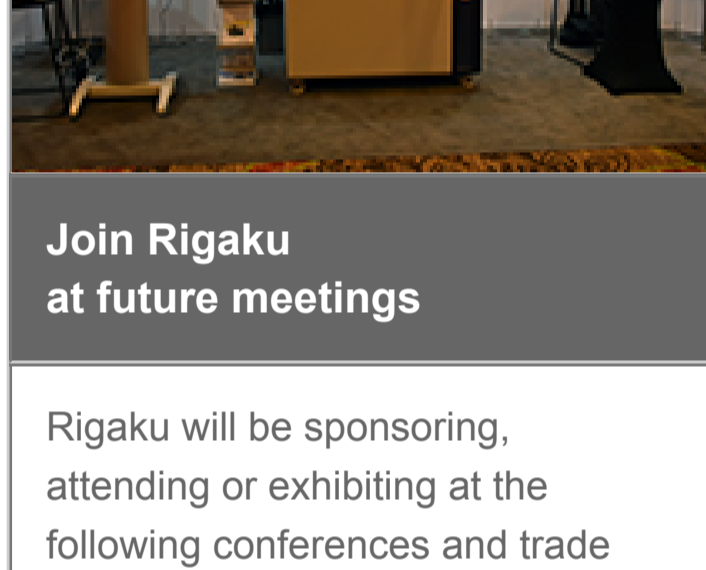 Join Rigaku
at future meetings
Rigaku will be sponsoring,
attending or exhibiting at the
following conferences and trade